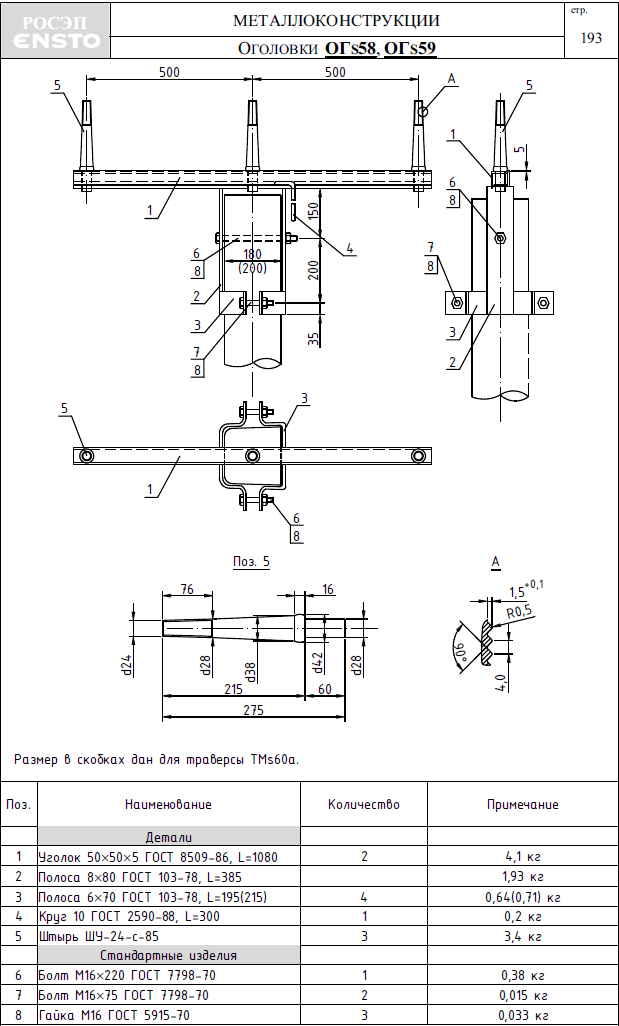 РОСЭП
ENSTO
МЕТАЛЛОКОНСТРУКЦИИ
ОГОЛОВКИ ОГS58, ОГS59
стр.
193
500
500
5
A
5
1
5
6
8
7
8
1
150
4
6
8
180
(200)
200
2
3
35
7
8
3
2
5
3
1
6
8
Поз. 5
A
76
16
1,5+0,1
R0,5
d24
d28
d38
d42
d28
90°
4,0
215
60
275
Размер в скобках дан для траверсы ТМs60а.
Поз. Наименование Количество Примечание
Детали
1 Уголок 50×50×5 ГОСТ 8509-86, L=1080 2 4,1 кг
2 Полоса 8×80 ГОСТ 103-78, L=385 1,93 кг
3 Полоса 6×70 ГОСТ 103-78, L=195(215) 4 0,64(0,71) кг
4 Круг 10 ГОСТ 2590-88, L=300 1 0,2 кг
5 Штырь ШУ-24-с-85 3 3,4 кг
Стандартные изделия
6 Болт М16×220 ГОСТ 7798-70 1 0,38 кг
7 Болт М16×75 ГОСТ 7798-70 2 0,015 кг
8 Гайка М16 ГОСТ 5915-70 3 0,033 кг